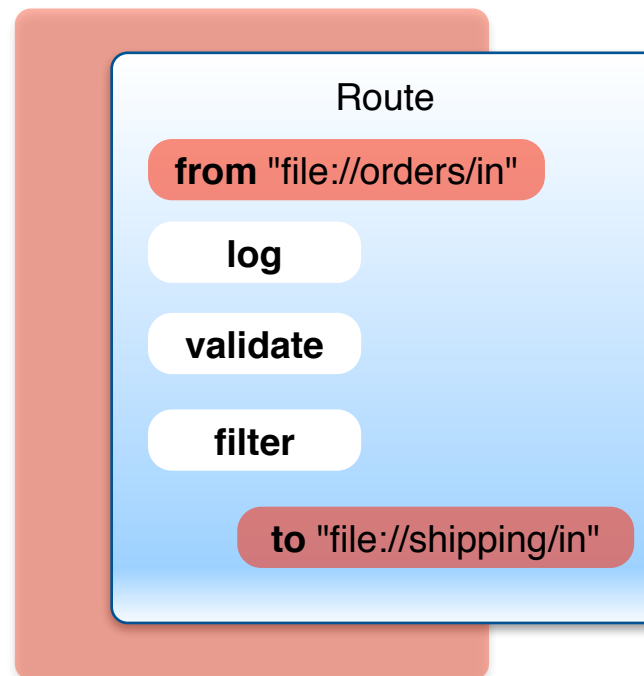 Route
from "file://orders/in"
log
validate
filter
to "file://shipping/in"